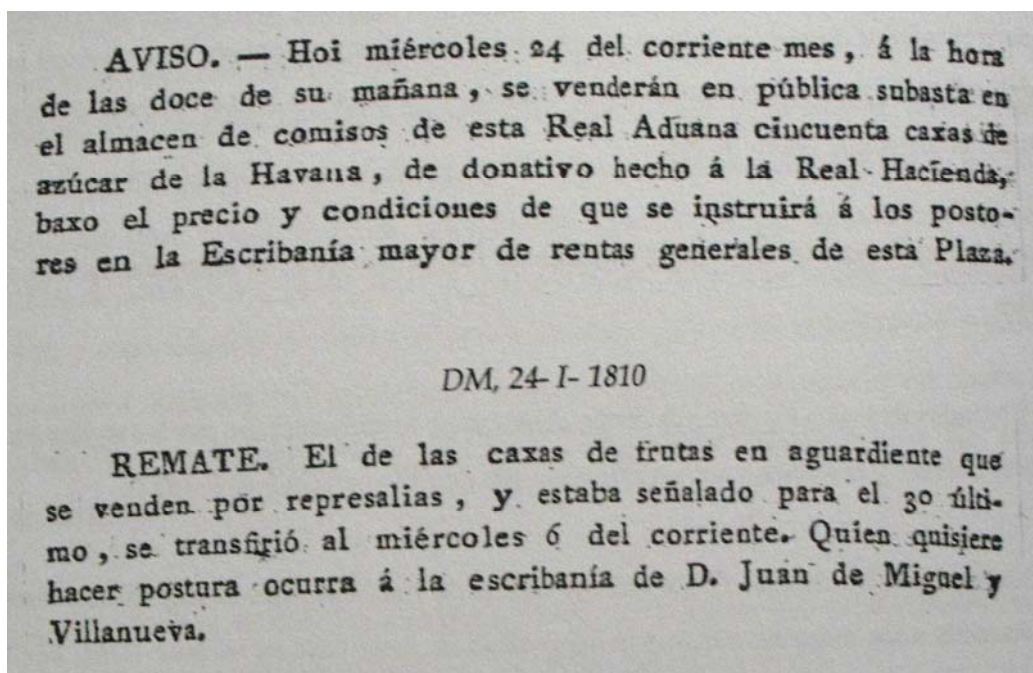 AVISO. — Hoi miércoles 24 del corriente mes, á la hora
de las doce de su mañana, se venderán en pública subasta en
el almacen de comisos de esta Real Aduana cincuenta caxas de
azúcar de la Havana, de donativo hecho á la Real Hacienda,
baxo el precio y condiciones de que se instruirá á los posto-
res en la Escribanía mayor de rentas generales de esta Plaza.
DM, 24-I-1810
REMATE. El de las caxas de frutas en aguardiente que
se venden por represalias, y estaba señalado para el 30 últi-
mo, se transfirió al miércoles 6 del corriente. Quien quisiere
hacer postura ocurra á la escribanía de D. Juan de Miguel y
Villanueva.